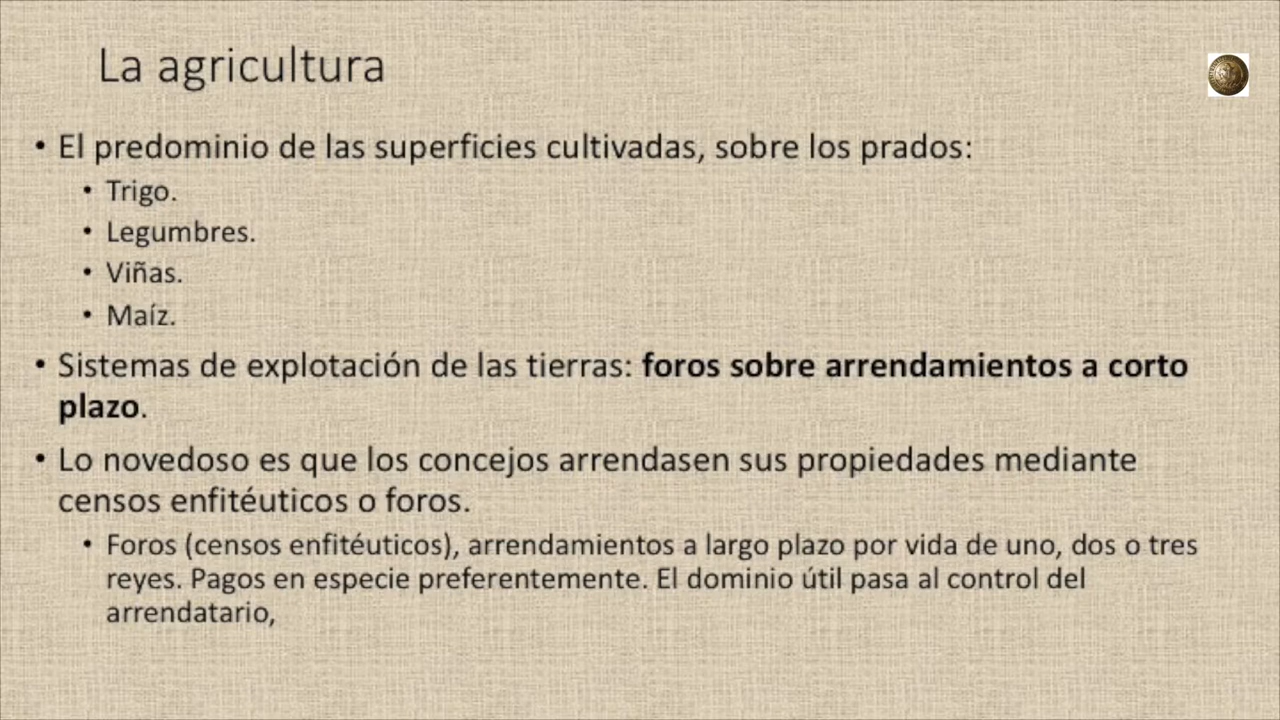 La agricultura
• El predominio de las superficies cultivadas, sobre los prados:
• Trigo.
• Legumbres.
• Viñas.
• Maíz.
• Sistemas de explotación de las tierras: foros sobre arrendamientos a corto
plazo.
• Lo novedoso es que los concejos arrendasen sus propiedades mediante
censos enfitéuticos o foros.
• Foros (censos enfitéuticos), arrendamientos a largo plazo por vida de uno, dos o tres
reyes. Pagos en especie preferentemente. El dominio útil pasa al control del
arrendatario,